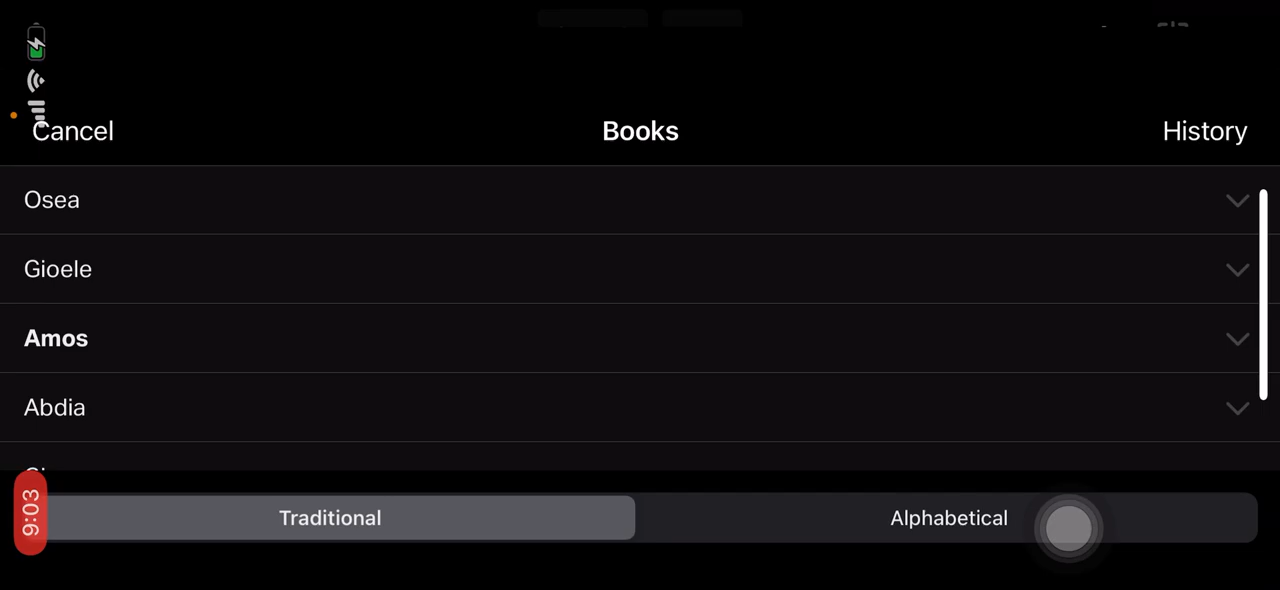 Cancel
Books
History
Osea
Gioele
Amos
Abdia
9:03
Traditional
Alphabetical